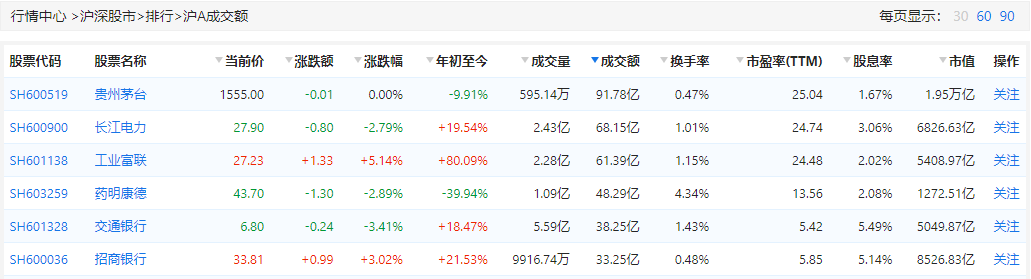 行情中心 >沪深股市>排行>沪A成交额 每页显示： 30 60 90
股票代码 股票名称 当前价 涨跌额 涨跌幅 年初至今 成交量 成交额 换手率 市盈率(TTM) 股息率 市值 操作
SH600519 贵州茅台 1555.00 -0.01 0.00% -9.91% 595.14万 91.78亿 0.47% 25.04 1.67% 1.95万亿 关注
SH600900 长江电力 27.90 -0.80 -2.79% +19.54% 2.43亿 68.15亿 1.01% 24.74 3.06% 6826.63亿 关注
SH601138 工业富联 27.23 +1.33 +5.14% +80.09% 2.28亿 61.39亿 1.15% 24.48 2.02% 5408.97亿 关注
SH603259 药明康德 43.70 -1.30 -2.89% -39.94% 1.09亿 48.29亿 4.34% 13.56 2.08% 1272.51亿 关注
SH601328 交通银行 6.80 -0.24 -3.41% +18.47% 5.59亿 38.25亿 1.43% 5.42 5.49% 5049.87亿 关注
SH600036 招商银行 33.81 +0.99 +3.02% +21.53% 9916.74万 33.25亿 0.48% 5.85 5.14% 8526.83亿 关注